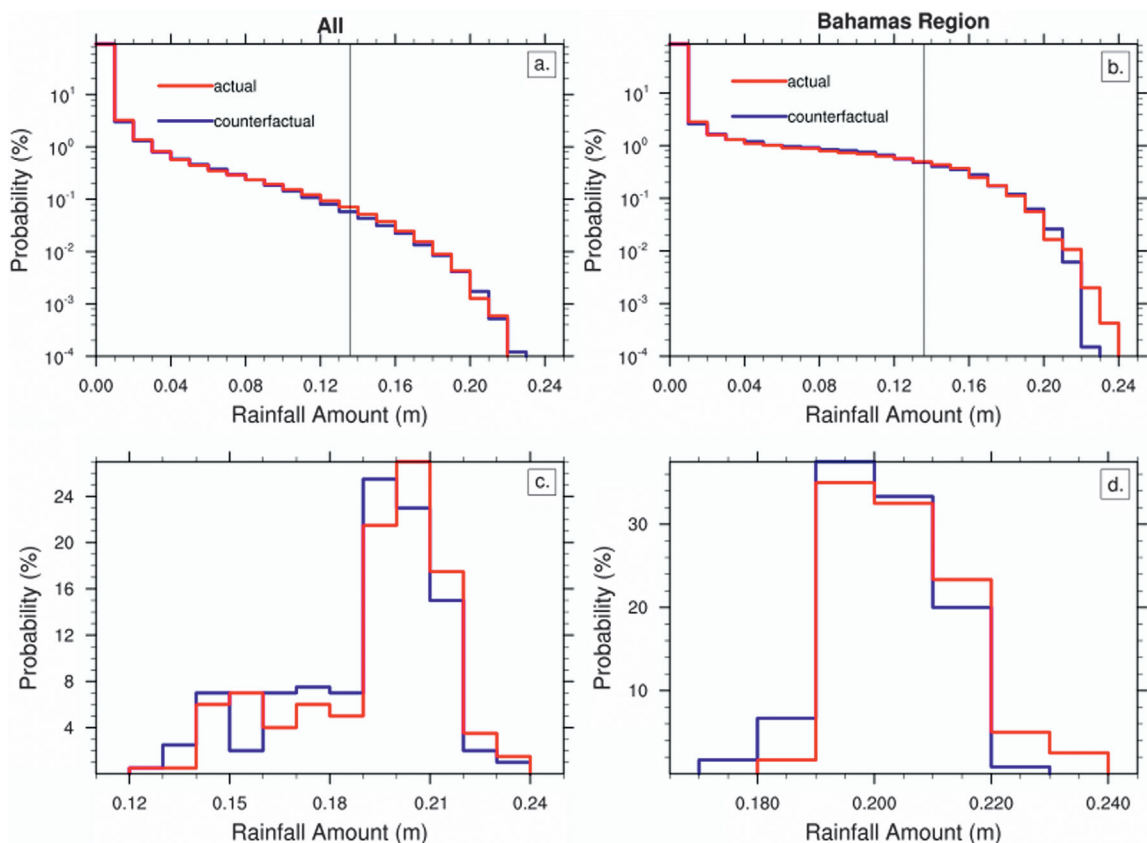 All
Bahamas Region
a.
actual
counterfactual
10¹
10⁰
10⁻¹
10⁻²
10⁻³
10⁻⁴
Probability (%)
0.00 0.04 0.08 0.12 0.16 0.20 0.24
Rainfall Amount (m)
b.
actual
counterfactual
10¹
10⁰
10⁻¹
10⁻²
10⁻³
10⁻⁴
Probability (%)
0.00 0.04 0.08 0.12 0.16 0.20 0.24
Rainfall Amount (m)
c.
24
20
16
12
8
4
Probability (%)
0.12 0.15 0.18 0.21 0.24
Rainfall Amount (m)
d.
30
20
10
Probability (%)
0.180 0.200 0.220 0.240
Rainfall Amount (m)